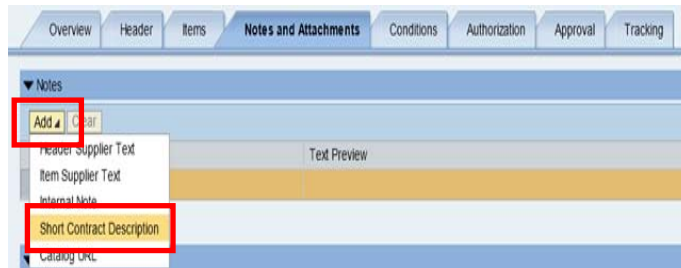 Overview Header Items Notes and Attachments Conditions Authorization Approval Tracking
Notes
Add Clear
Header Supplier Text Text Preview
Item Supplier Text
Internal Note
Short Contract Description
Catalog URL